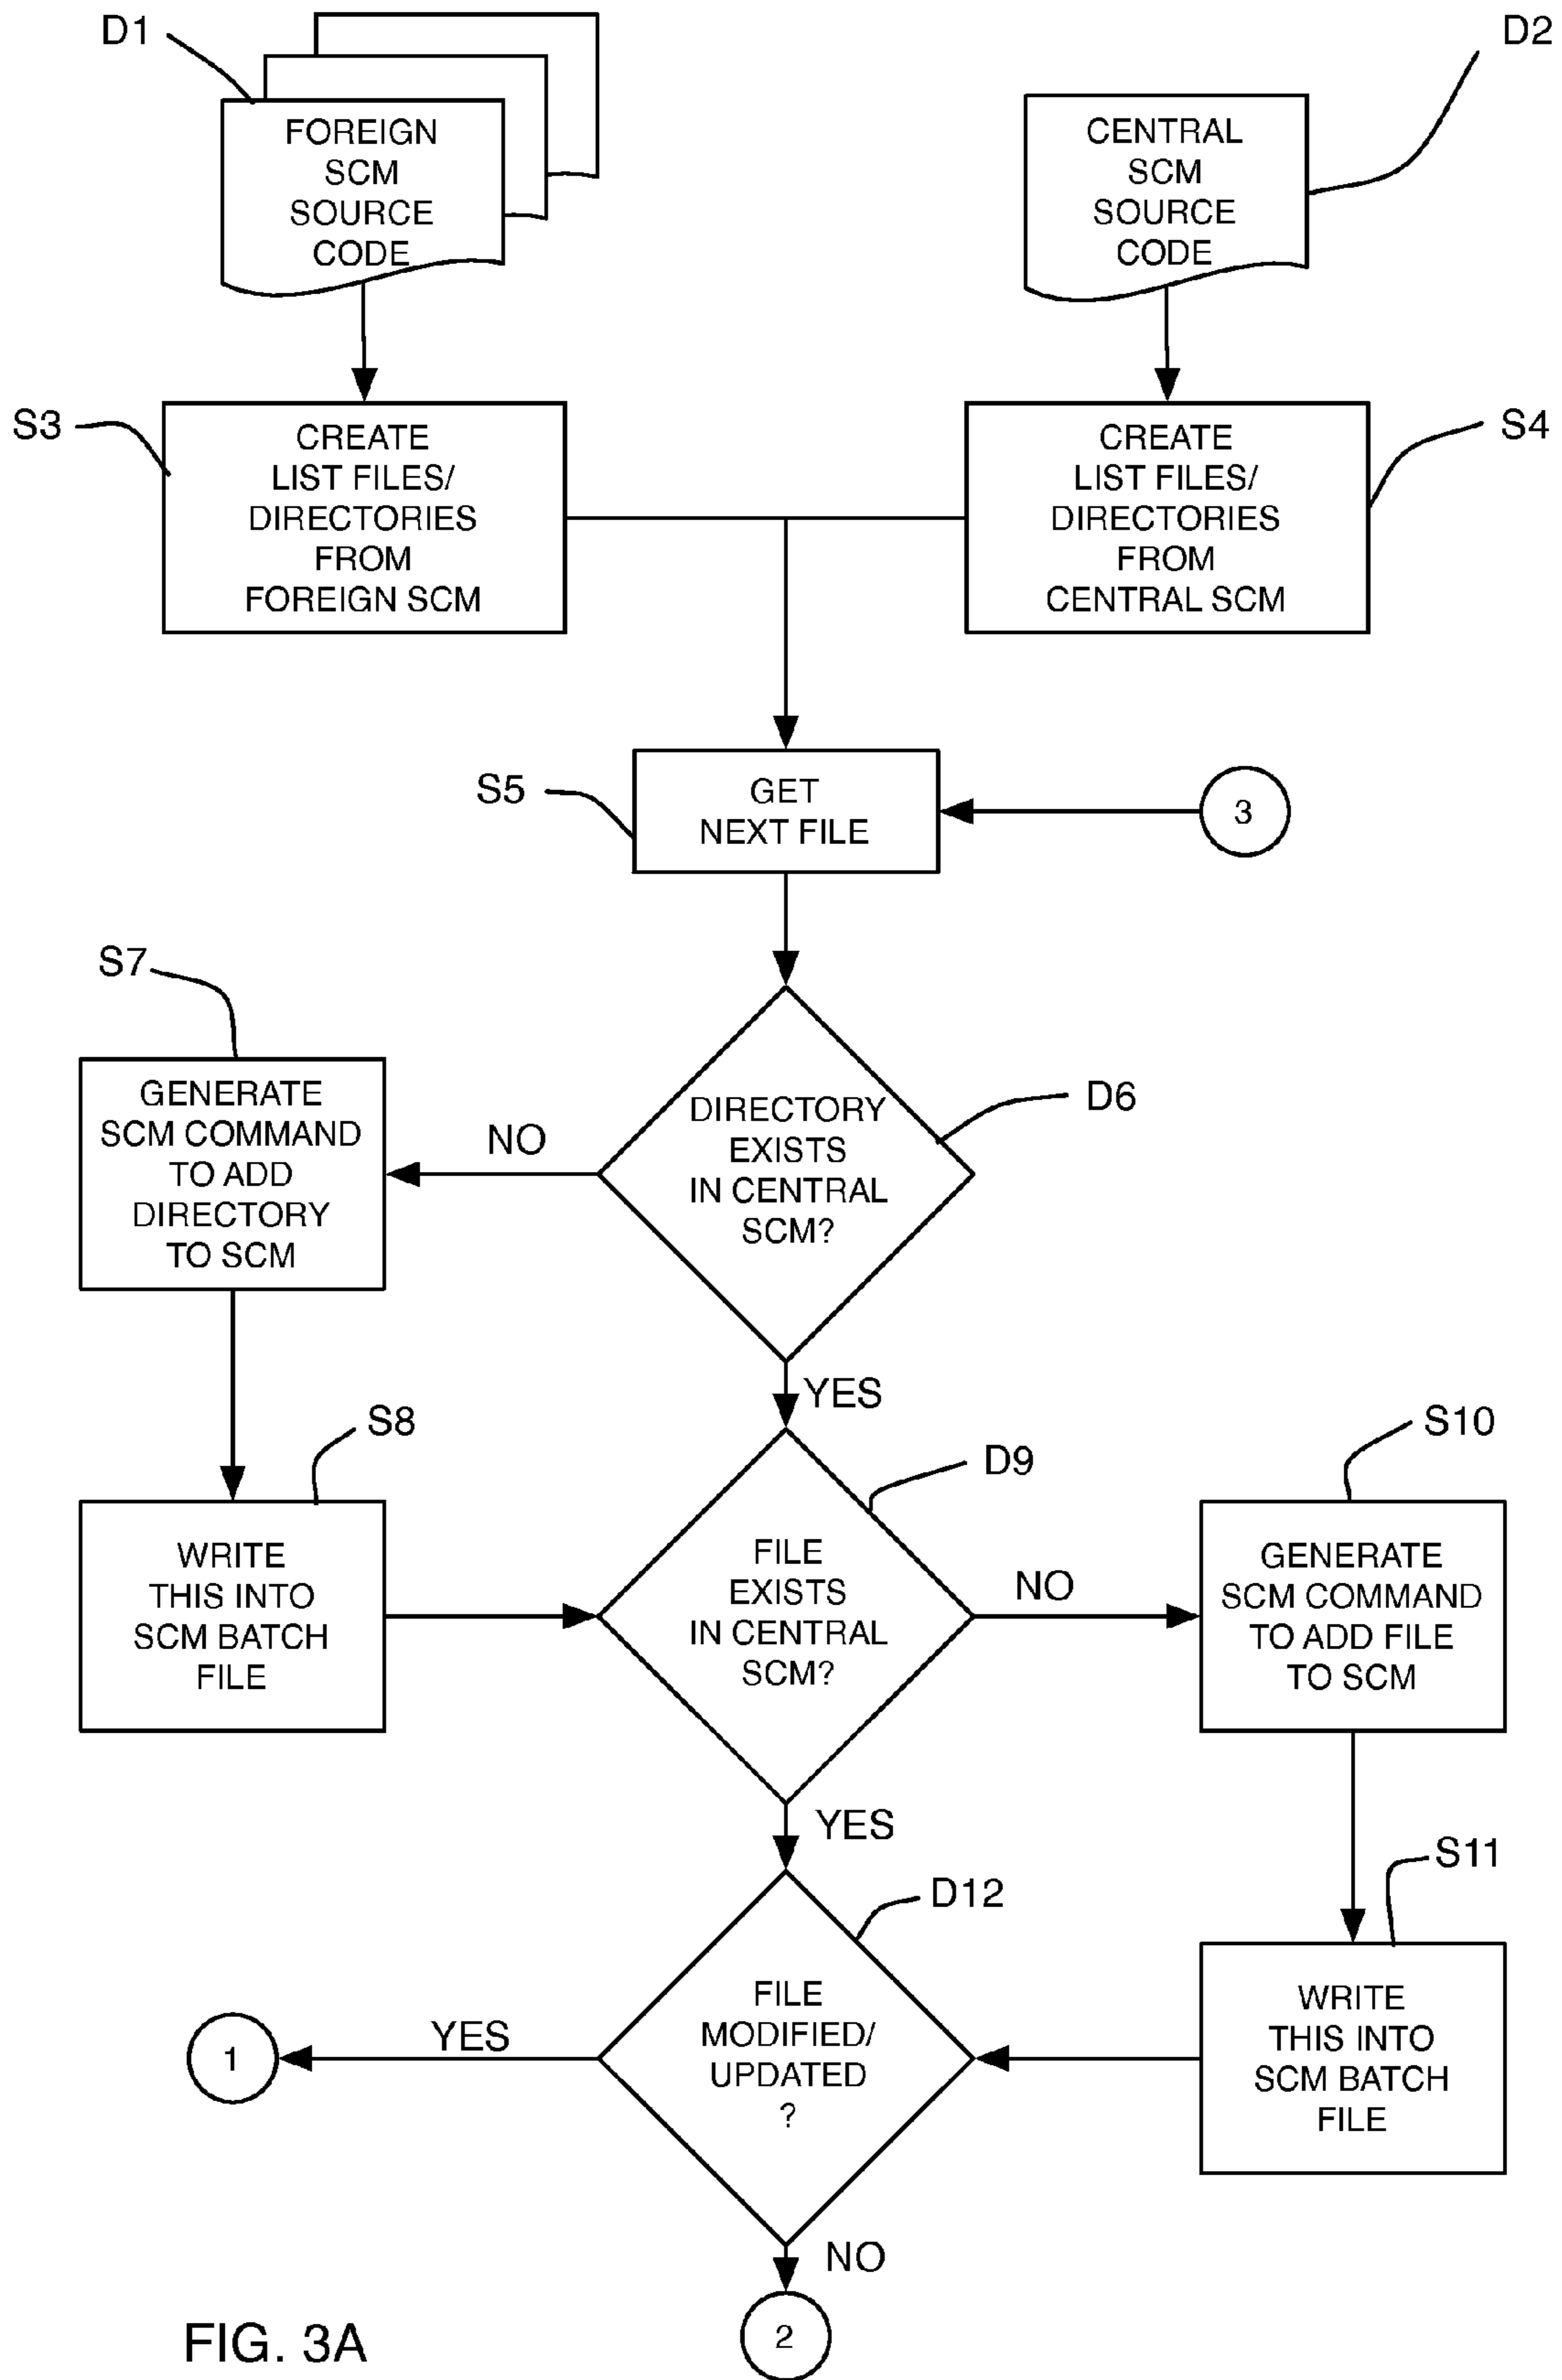 D1
D2
FOREIGN
SCM
SOURCE
CODE
CENTRAL
SCM
SOURCE
CODE
S3
CREATE
LIST FILES/
DIRECTORIES
FROM
FOREIGN SCM
CREATE
LIST FILES/
DIRECTORIES
FROM
CENTRAL SCM
S4
S5
GET
NEXT FILE
3
S7
GENERATE
SCM COMMAND
TO ADD
DIRECTORY
TO SCM
NO
DIRECTORY
EXISTS
IN CENTRAL
SCM?
D6
YES
S8
WRITE
THIS INTO
SCM BATCH
FILE
D9
FILE
EXISTS
IN CENTRAL
SCM?
NO
S10
GENERATE
SCM COMMAND
TO ADD FILE
TO SCM
YES
D12
S11
1
YES
FILE
MODIFIED/
UPDATED
?
WRITE
THIS INTO
SCM BATCH
FILE
NO
2
FIG. 3A